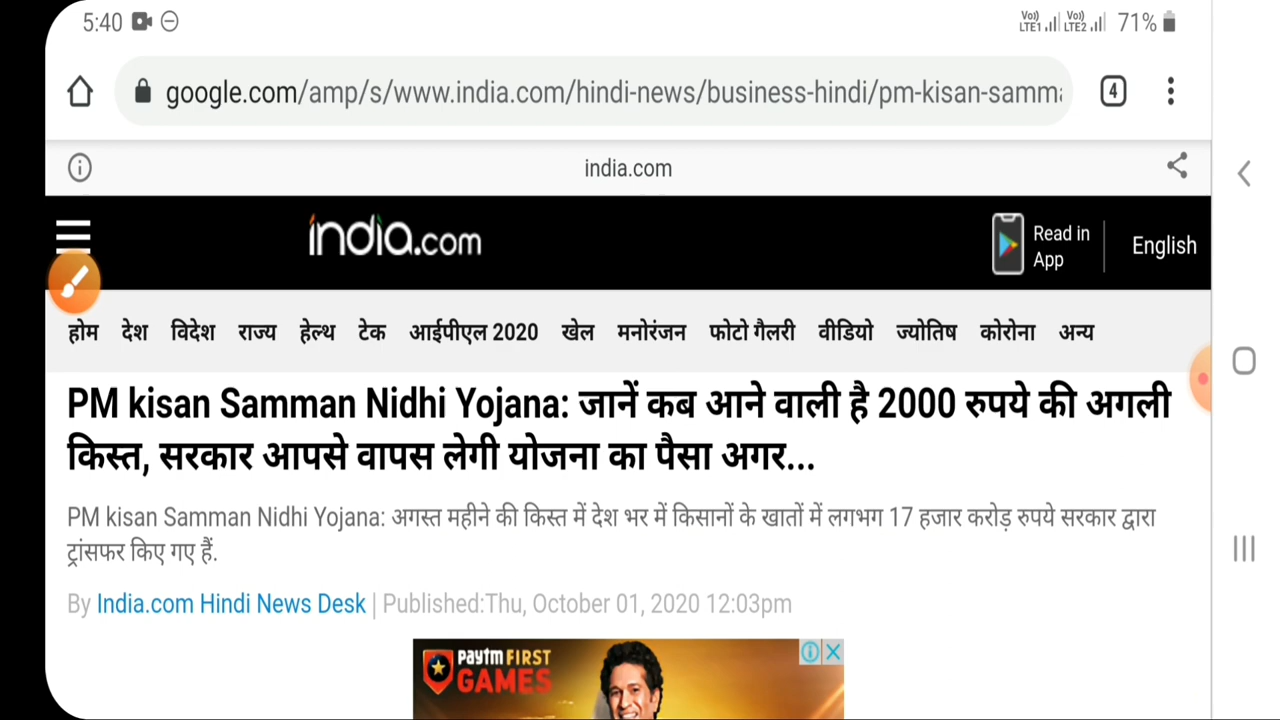 5:40
Vo)) LTE1 Vo)) LTE2 71%
google.com/amp/s/www.india.com/hindi-news/business-hindi/pm-kisan-samma
4
india.com
india.com
Read in App
English
होम देश विदेश राज्य हेल्थ टेक आईपीएल 2020 खेल मनोरंजन फोटो गैलरी वीडियो ज्योतिष कोरोना अन्य
PM kisan Samman Nidhi Yojana: जानें कब आने वाली है 2000 रुपये की अगली
किस्त, सरकार आपसे वापस लेगी योजना का पैसा अगर...
PM kisan Samman Nidhi Yojana: अगस्त महीने की किस्त में देश भर में किसानों के खातों में लगभग 17 हजार करोड़ रुपये सरकार द्वारा
ट्रांसफर किए गए हैं.
By India.com Hindi News Desk | Published:Thu, October 01, 2020 12:03pm
Paytm FIRST
GAMES